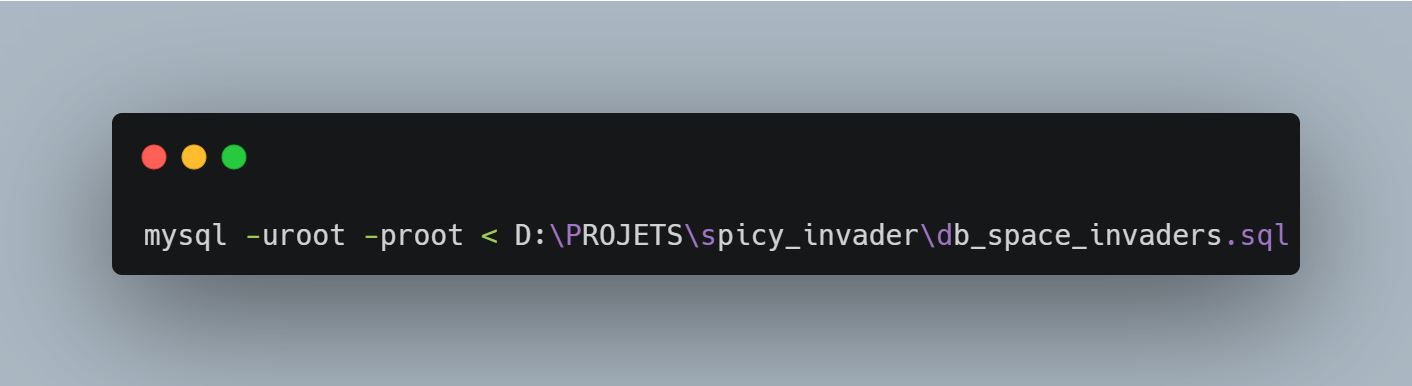 mysql -uroot -proot < D:\PROJETS\spicy_invader\db_space_invaders.sql